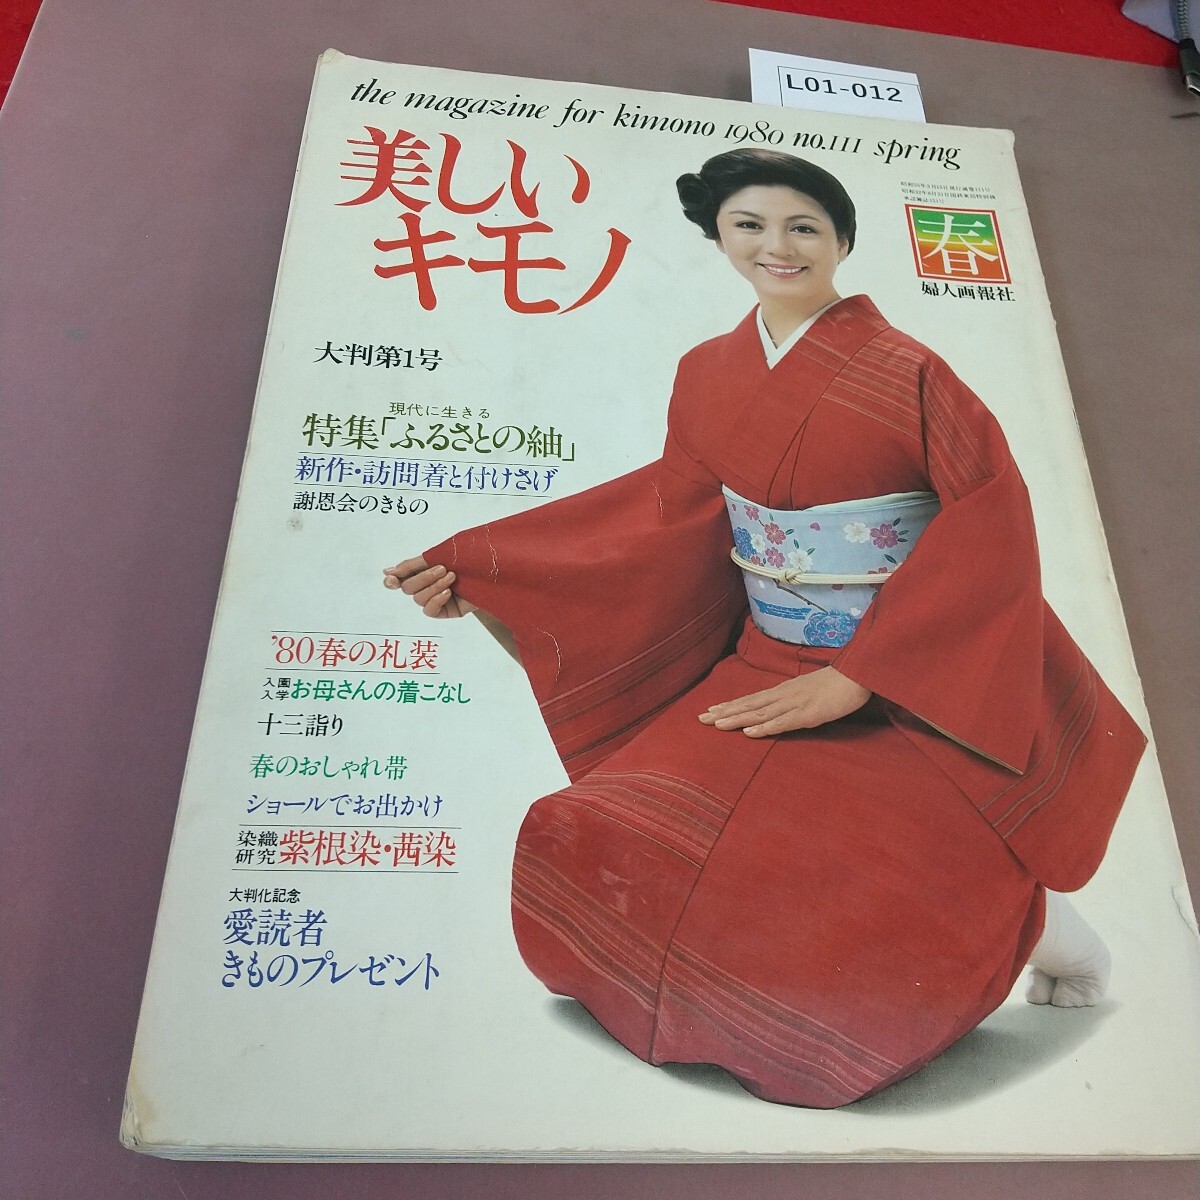 L01-012
the magazine for kimono 1980 no.111 spring
美しい
キモノ
春
婦人画報社
大判第1号
現代に生きる
特集「ふるさとの紬」
新作・訪問着と付けさげ
謝恩会のきもの
'80春の礼装
入園
入学お母さんの着こなし
十三詣り
春のおしゃれ帯
ショールでお出かけ
染織
研究 紫根染・茜染
大判化記念
愛読者
きものプレゼント